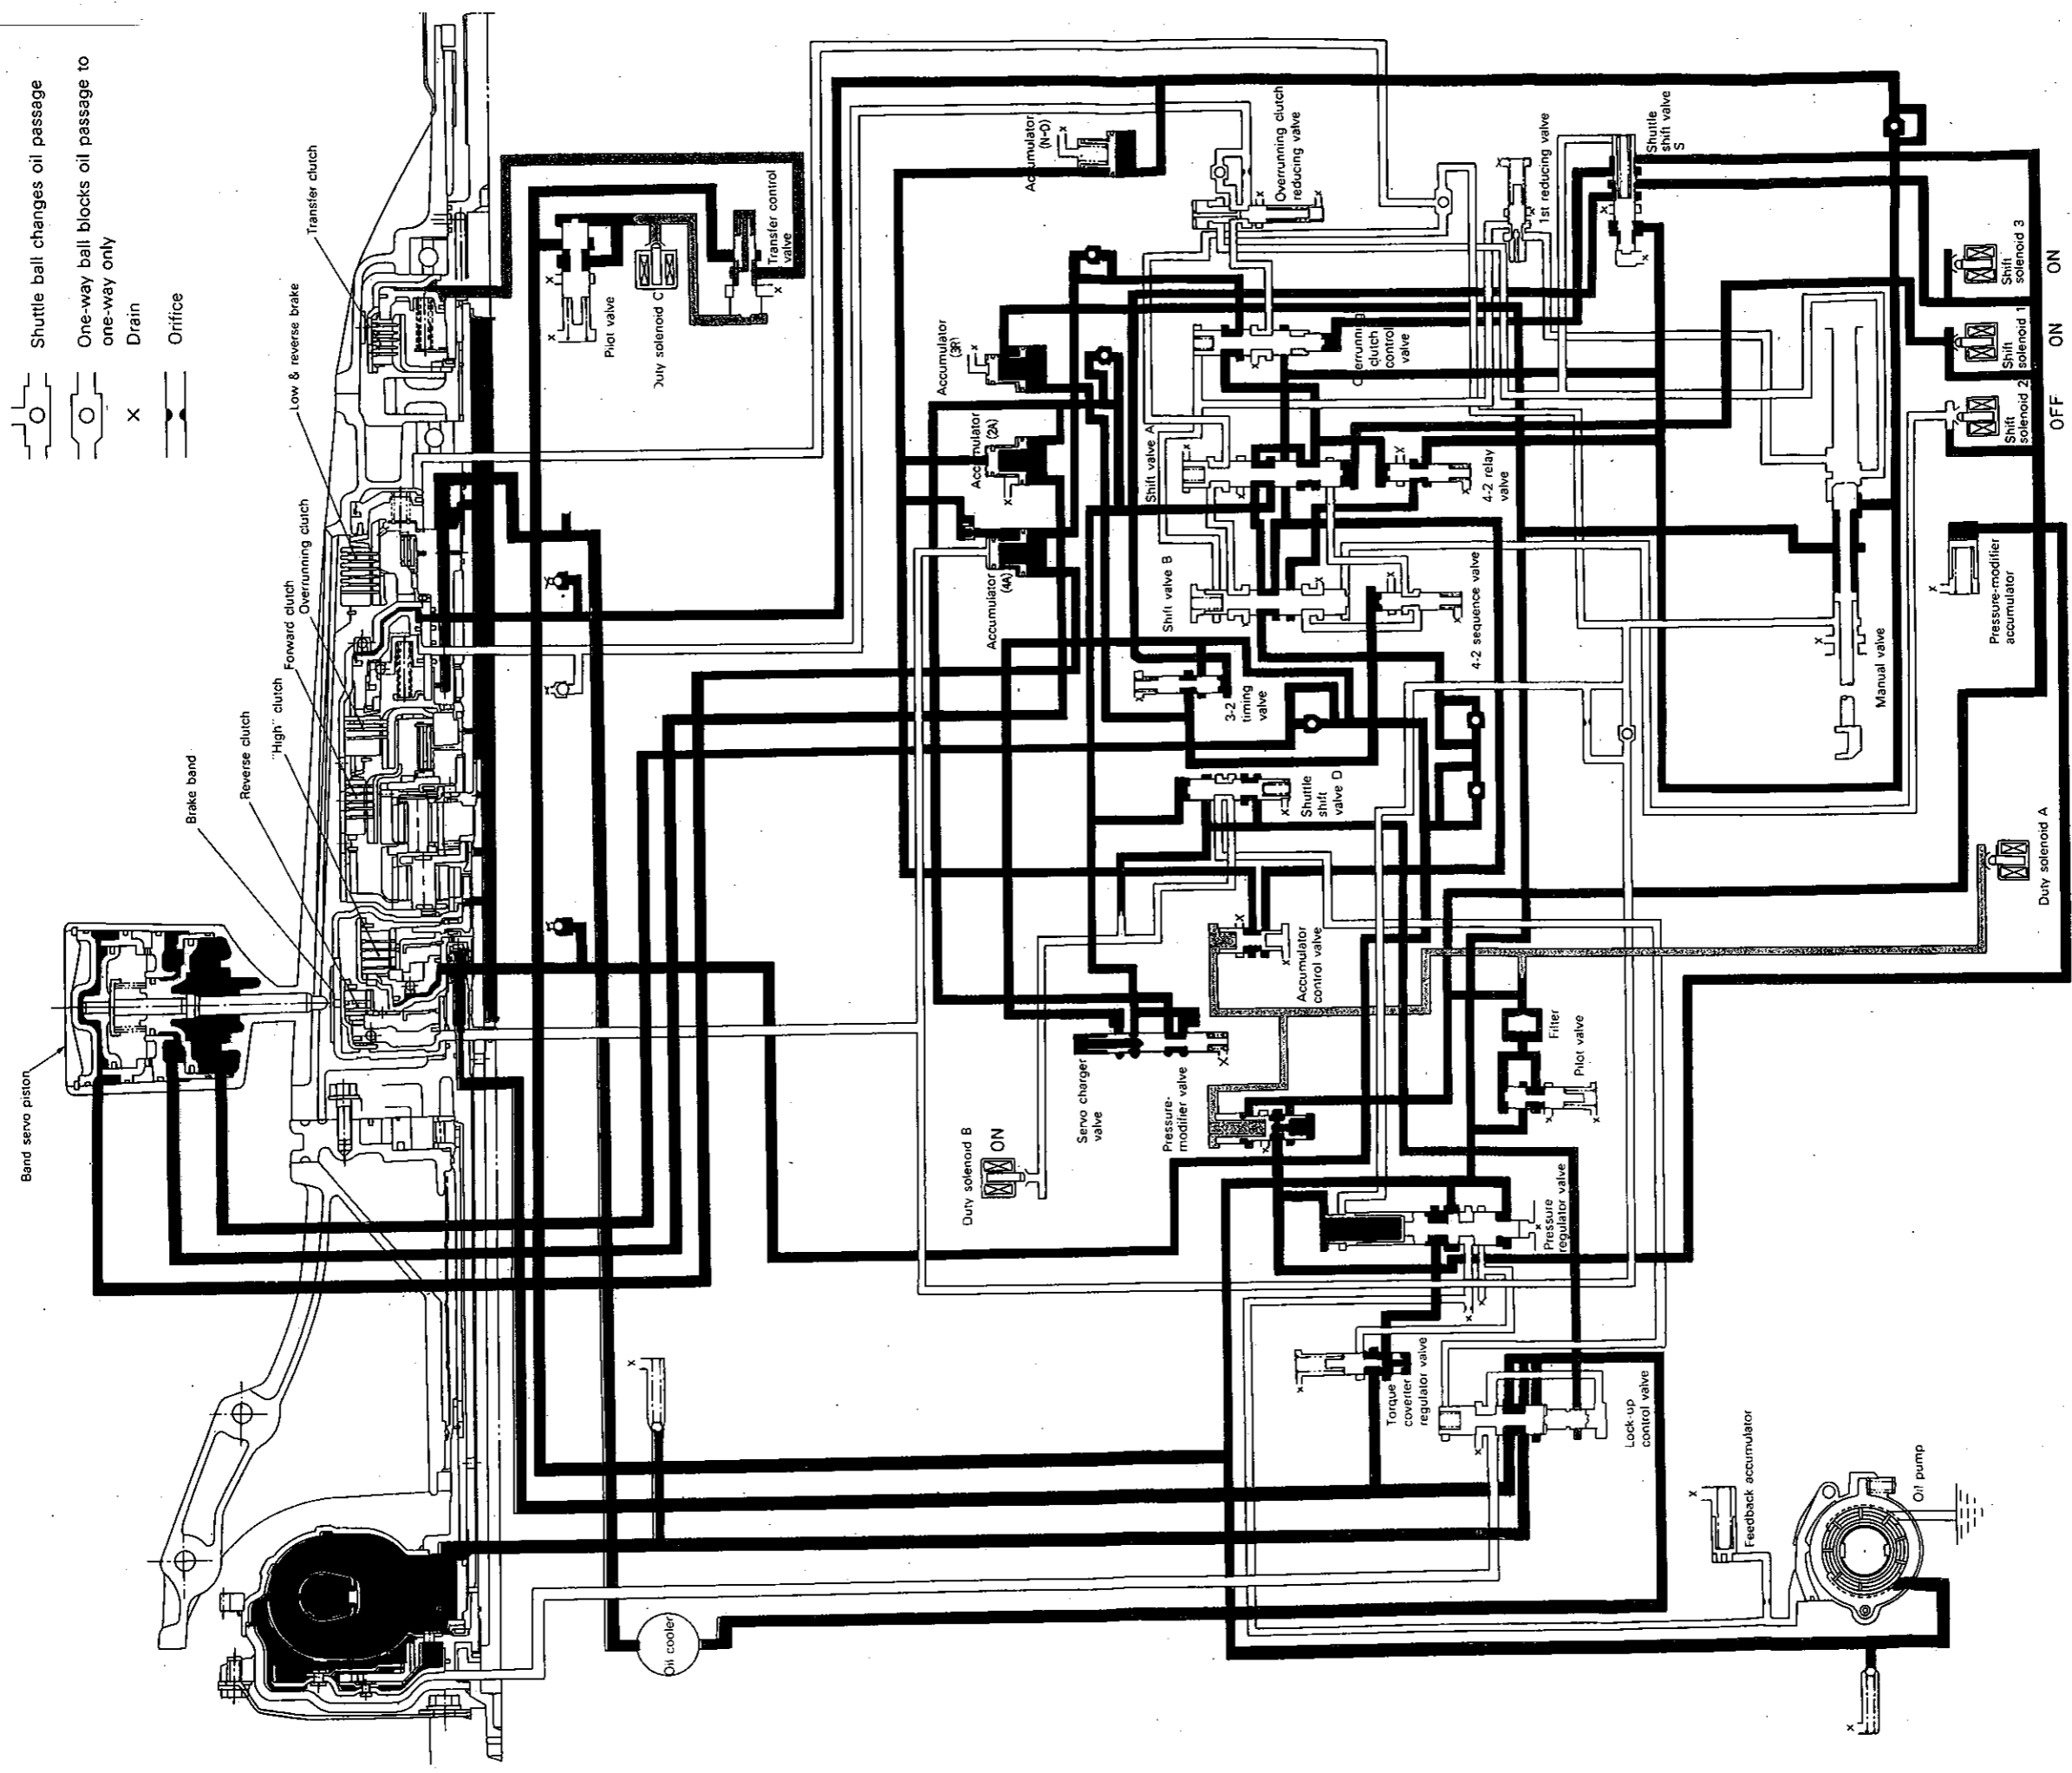 Shuttle ball changes oil passage
One-way ball blocks oil passage to
one-way only
x Drain
Orifice
Band servo piston
Brake band
Reverse clutch
"High" clutch
Forward clutch
Overrunning clutch
Low & reverse brake
Transfer clutch
Pilot valve
Duty solenoid C
Transfer control
valve
Accumulator
(N-D)
Accumulator
(3R)
Accumulator
(2A)
Accumulator
(4A)
Overrunning clutch
reducing valve
1st reducing valve
Shuttle
shift valve
S
Overrunning
clutch
control
valve
Shift valve A
4-2 relay
valve
Shift valve B
4-2 sequence valve
3-2
timing
valve
Shuttle
shift
valve D
Accumulator
control valve
Servo charger
valve
Pressure-
modifier valve
Duty solenoid B
ON
Filter
Pilot valve
Pressure
regulator valve
Torque
coverter
regulator valve
Lock-up
control valve
Manual valve
Pressure-modifier
accumulator
Shift
solenoid 3
ON
Shift
solenoid 1
ON
Shift
solenoid 2
OFF
Duty solenoid A
Feedback accumulator
Oil pump
Oil cooler